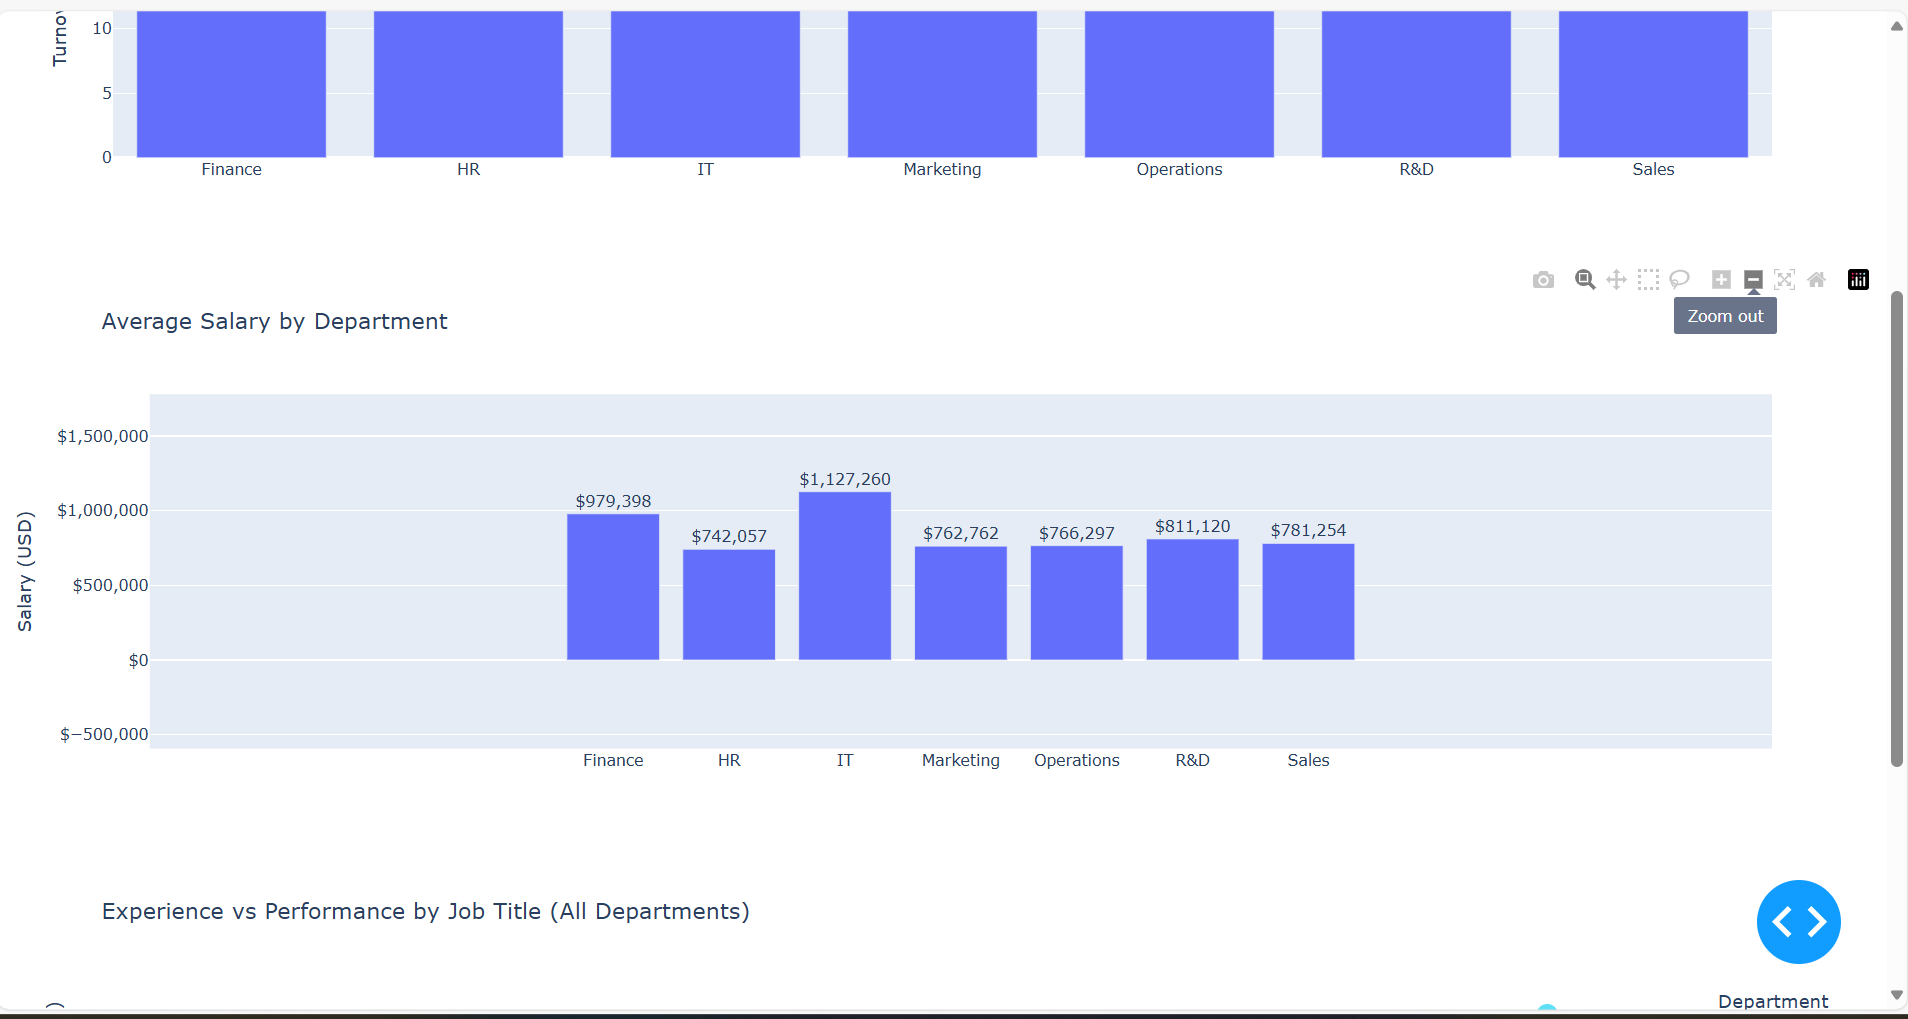 10
5
0
Finance HR IT Marketing Operations R&D Sales
Zoom out
Average Salary by Department
Salary (USD)
$1,500,000
$1,000,000
$500,000
$0
$−500,000
$979,398 $742,057 $1,127,260 $762,762 $766,297 $811,120 $781,254
Finance HR IT Marketing Operations R&D Sales
Experience vs Performance by Job Title (All Departments)
Department